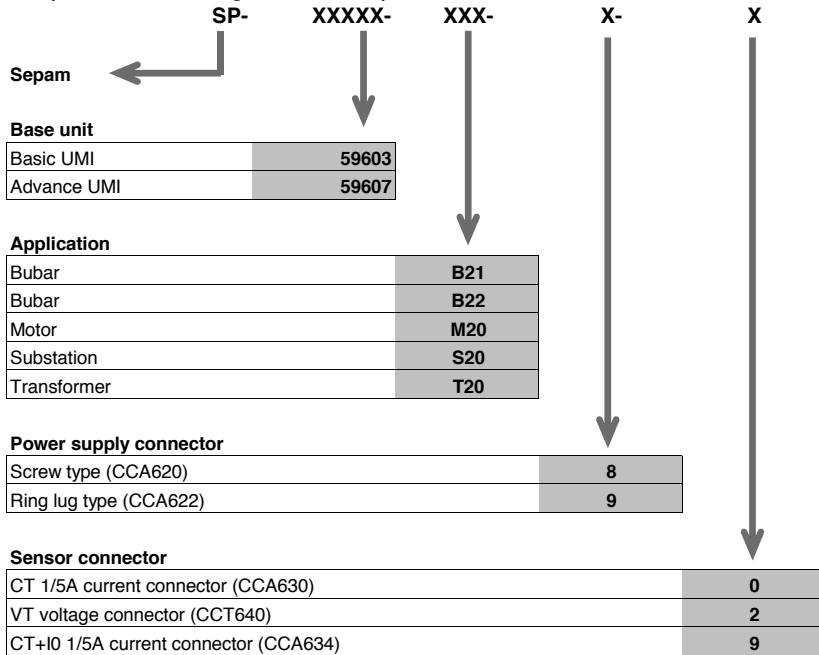 SP- XXXXX- XXX- X- X
Sepam
Base unit
Basic UMI 59603
Advance UMI 59607
Application
Bubar B21
Bubar B22
Motor M20
Substation S20
Transformer T20
Power supply connector
Screw type (CCA620) 8
Ring lug type (CCA622) 9
Sensor connector
CT 1/5A current connector (CCA630) 0
VT voltage connector (CCT640) 2
CT+I0 1/5A current connector (CCA634) 9